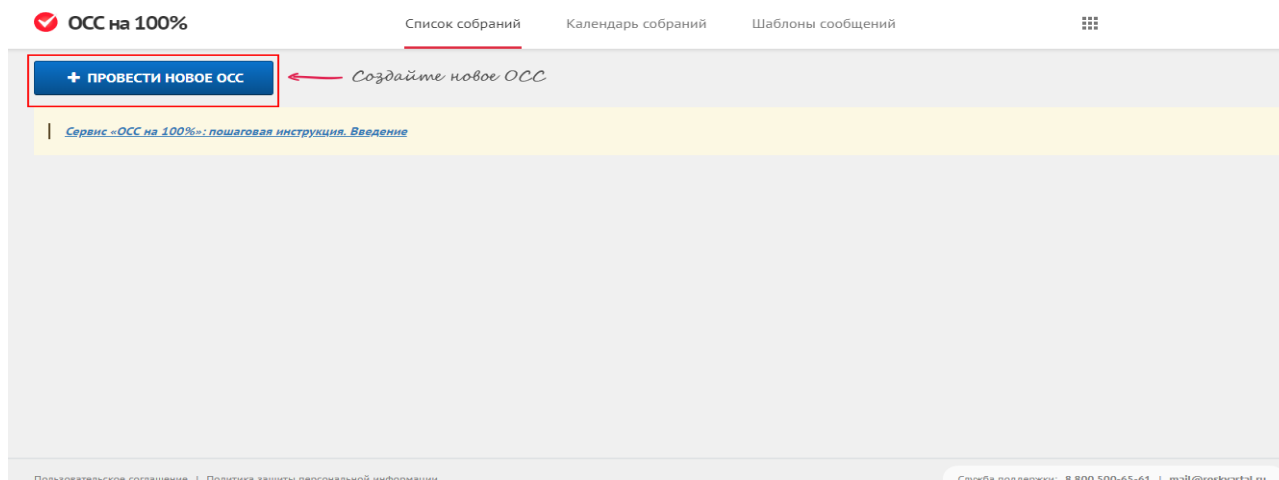 ОСС на 100%
Список собраний
Календарь собраний
Шаблоны сообщений
+ ПРОВЕСТИ НОВОЕ ОСС
Создайте новое ОСС
Сервис «ОСС на 100%»: пошаговая инструкция. Введение
Пользовательское соглашение | Политика защиты персональной информации
Служба поддержки: 8 800 500-65-61 | mail@roskvartal.ru